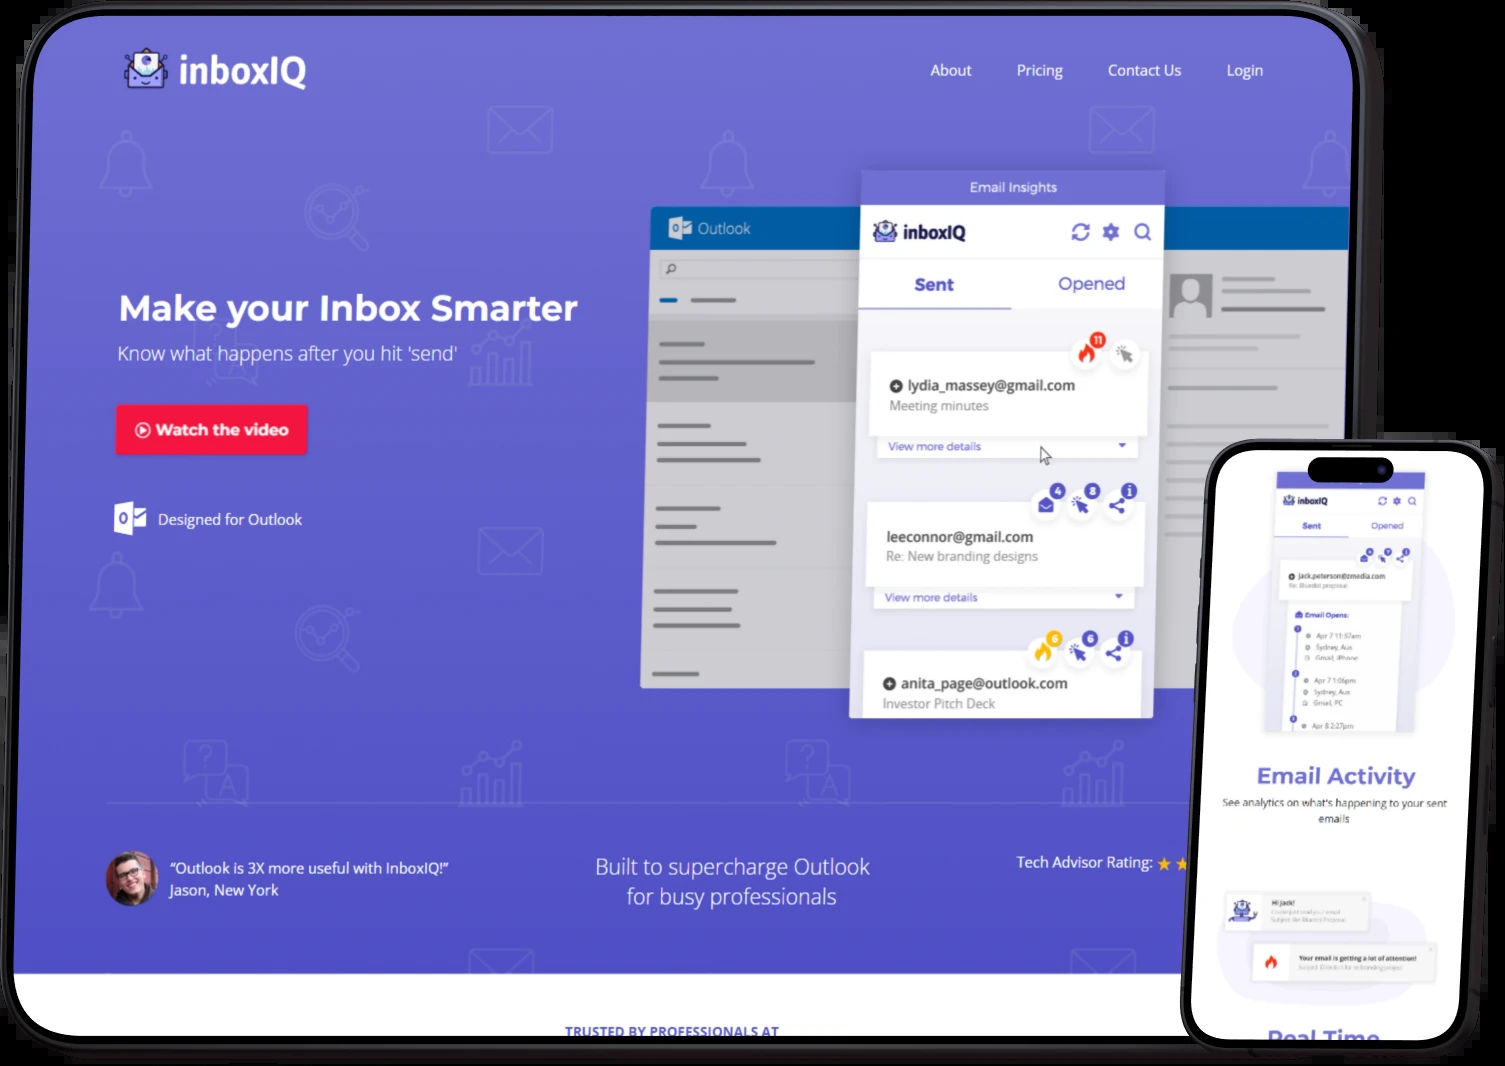 inboxIQ
About
Pricing
Contact Us
Login
Make your Inbox Smarter
Know what happens after you hit 'send'
Watch the video
Designed for Outlook
Outlook
Email Insights
inboxIQ
Sent
Opened
11
lydia_massey@gmail.com
Meeting minutes
View more details
4
8
i
leeconnor@gmail.com
Re: New branding designs
View more details
6
6
i
anita_page@outlook.com
Investor Pitch Deck
“Outlook is 3X more useful with InboxIQ!”
Jason, New York
Built to supercharge Outlook
for busy professionals
Tech Advisor Rating:
TRUSTED BY PROFESSIONALS AT
inboxIQ
Sent
Opened
jack.peterson@zmedia.com
Email Opens:
Apr 7 11:37am
Sydney, Aus
Gmail, iPhone
Apr 7 1:06pm
Sydney, Aus
Gmail, PC
Apr 8 2:27pm
Email Activity
See analytics on what's happening to your sent
emails
Hi Jack!
Your email is getting a lot of attention!
Real Time